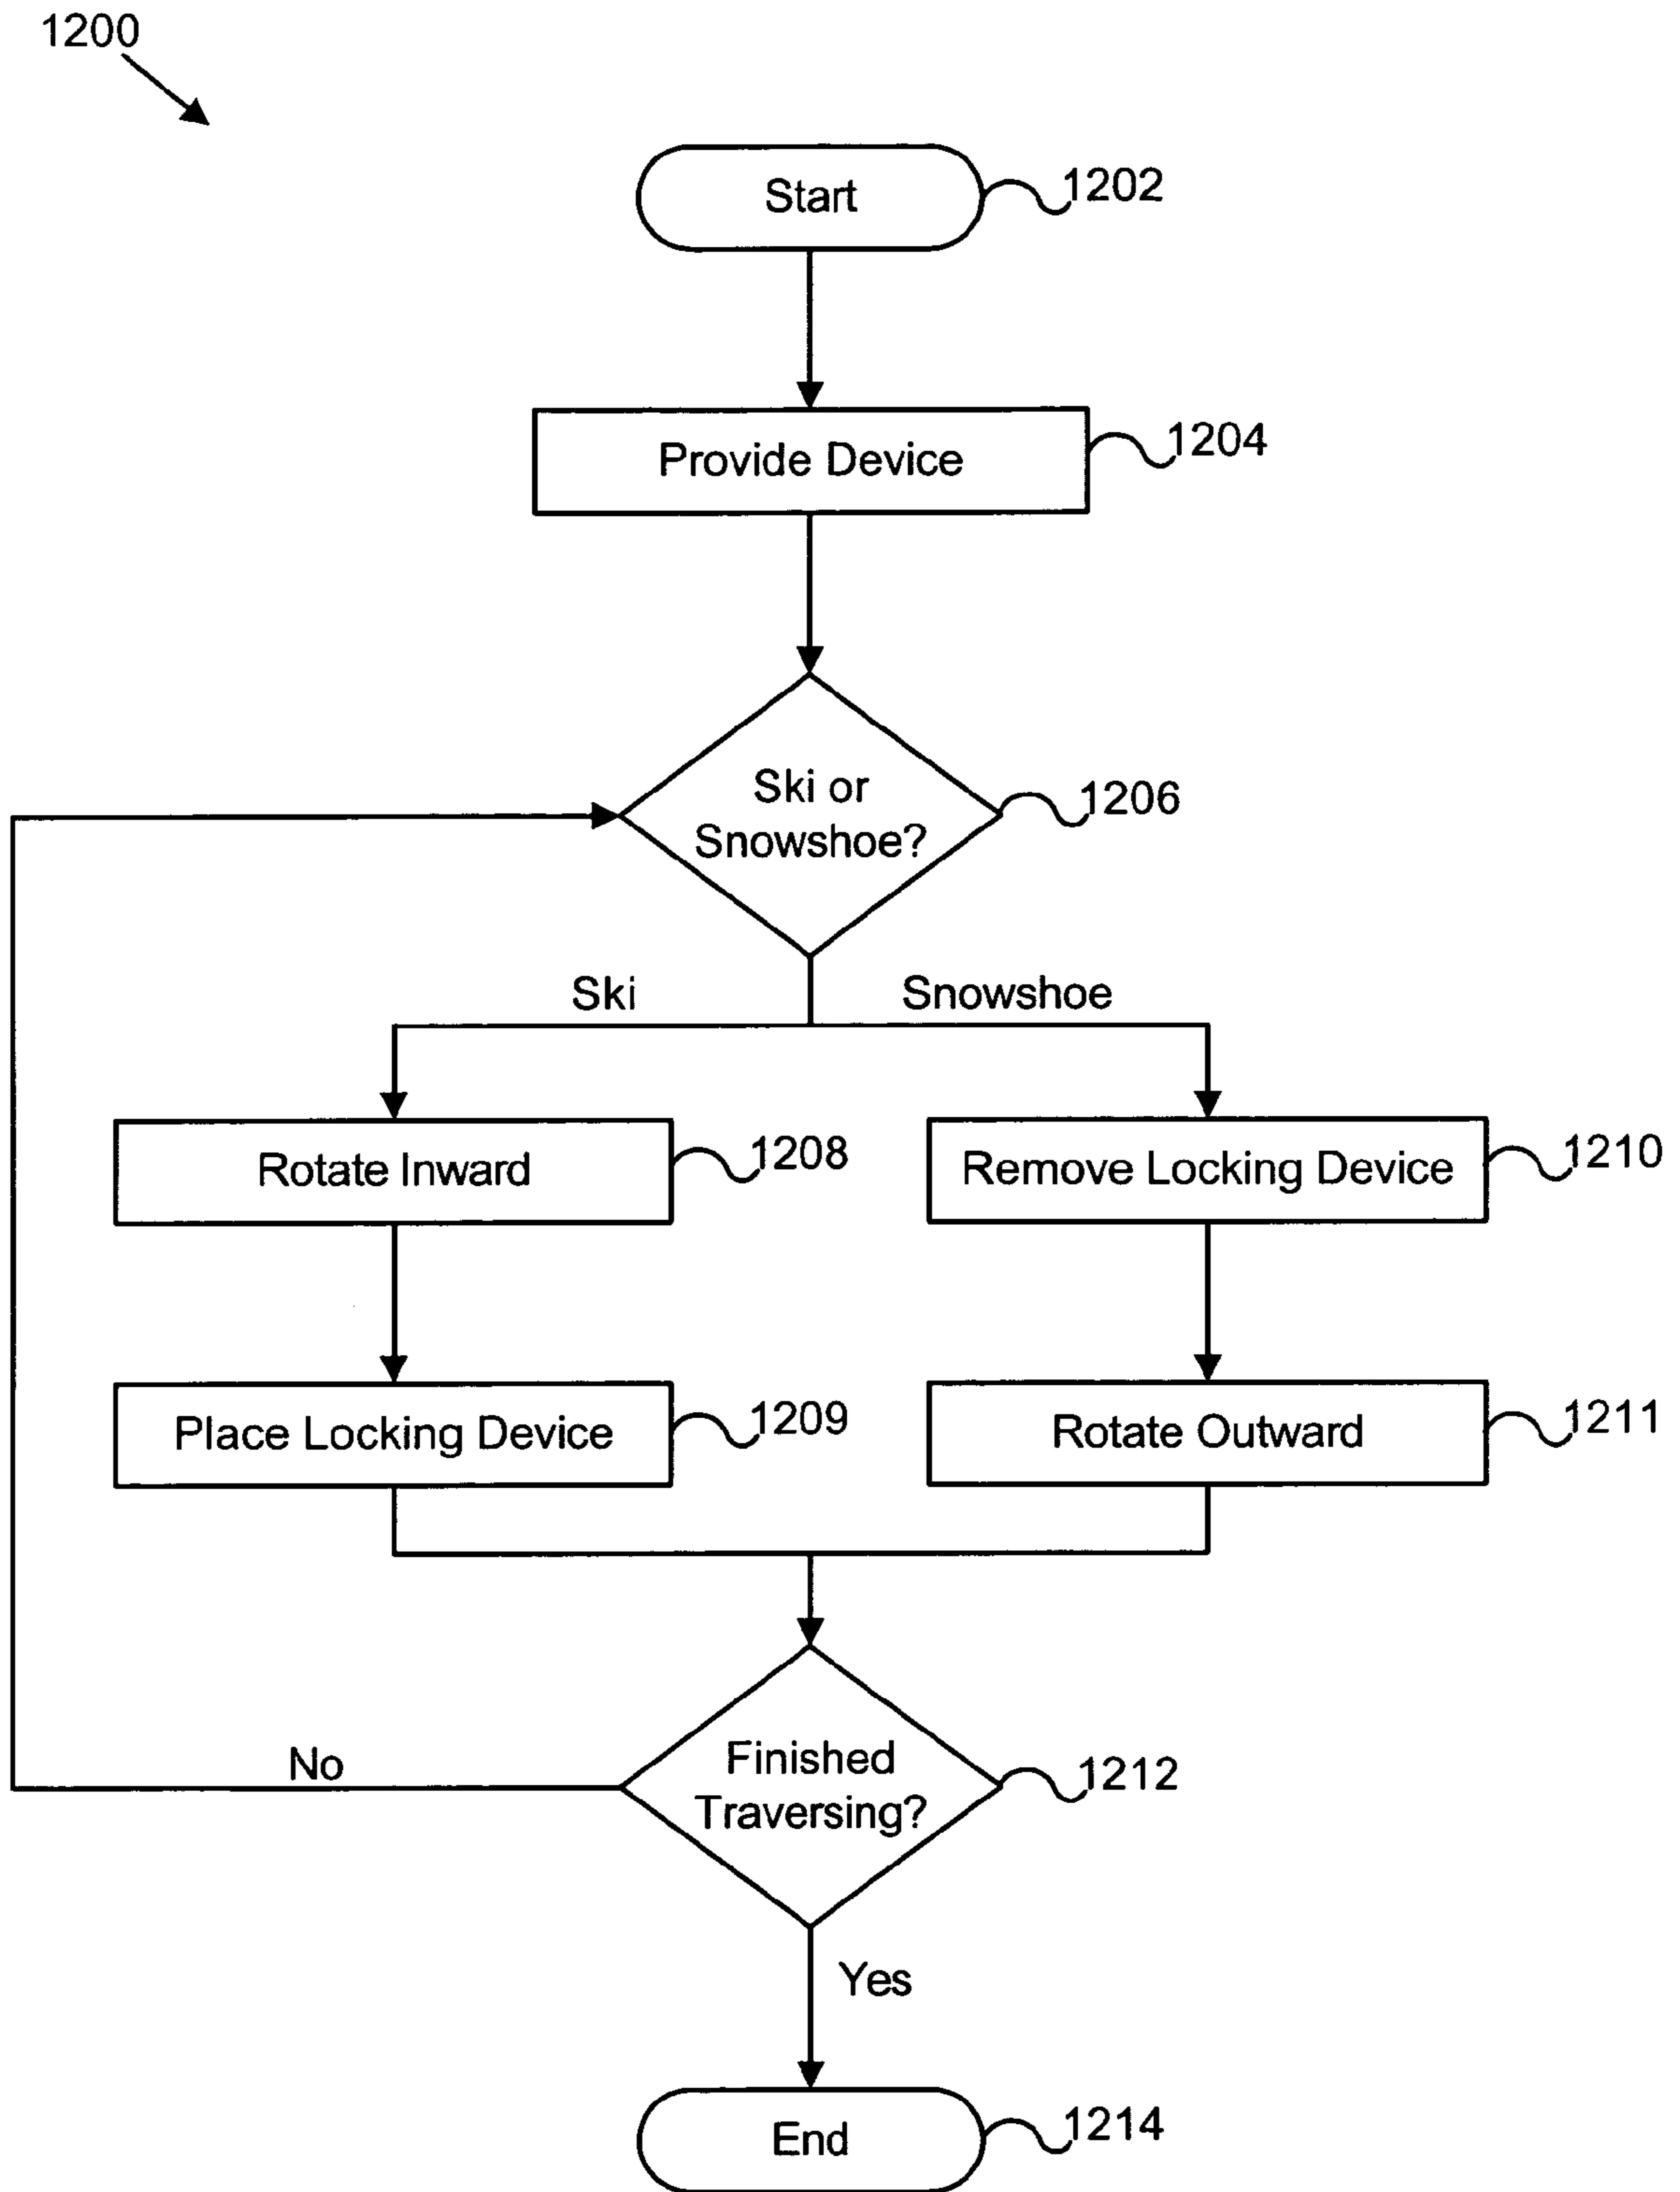 1200
Start
1202
Provide Device
1204
Ski or
Snowshoe?
1206
Ski
Snowshoe
Rotate Inward
1208
Remove Locking Device
1210
Place Locking Device
1209
Rotate Outward
1211
Finished
Traversing?
1212
No
Yes
End
1214